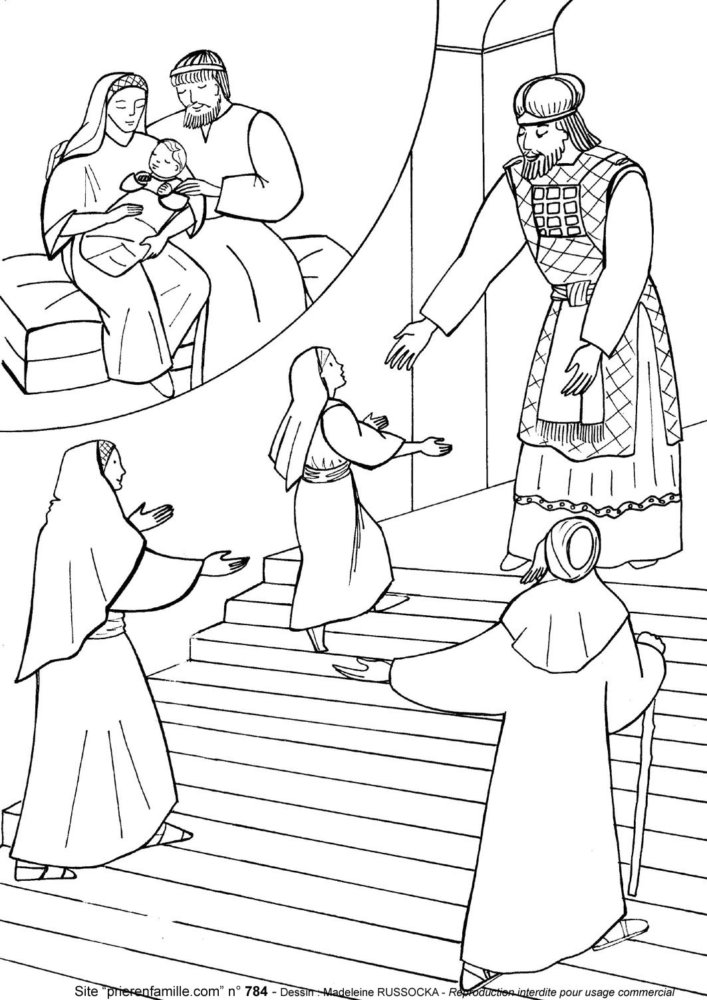 Site “prierenfamille.com” n° 784 - Dessin : Madeleine RUSSOCKA - Reproduction interdite pour usage commercial